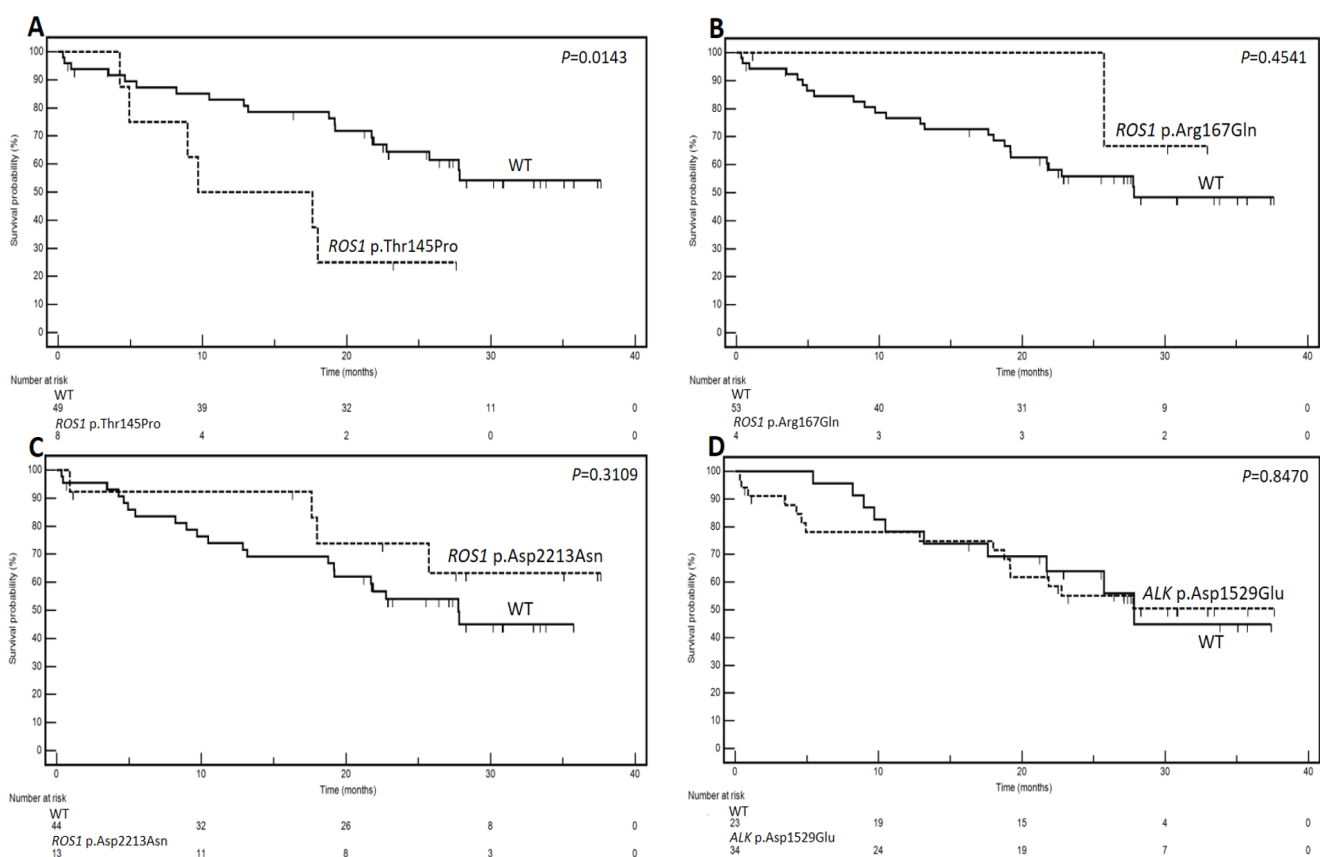 A
P=0.0143
100
90
80
70
60
50
40
30
20
10
0
Survival probability (%)
WT
ROS1 p.Thr145Pro
0 10 20 30 40
Time (months)
Number at risk
WT
49 39 32 11 0
ROS1 p.Thr145Pro
8 4 2 0 0
B
P=0.4541
100
90
80
70
60
50
40
30
20
10
0
Survival probability (%)
ROS1 p.Arg167Gln
WT
0 10 20 30 40
Time (months)
Number at risk
WT
53 40 31 9 0
ROS1 p.Arg167Gln
4 3 3 2 0
C
P=0.3109
100
90
80
70
60
50
40
30
20
10
0
Survival probability (%)
ROS1 p.Asp2213Asn
WT
0 10 20 30 40
Time (months)
Number at risk
WT
44 32 26 8 0
ROS1 p.Asp2213Asn
13 11 8 3 0
D
P=0.8470
100
90
80
70
60
50
40
30
20
10
0
Survival probability (%)
ALK p.Asp1529Glu
WT
0 10 20 30 40
Time (months)
Number at risk
WT
23 19 15 4 0
ALK p.Asp1529Glu
34 24 19 7 0